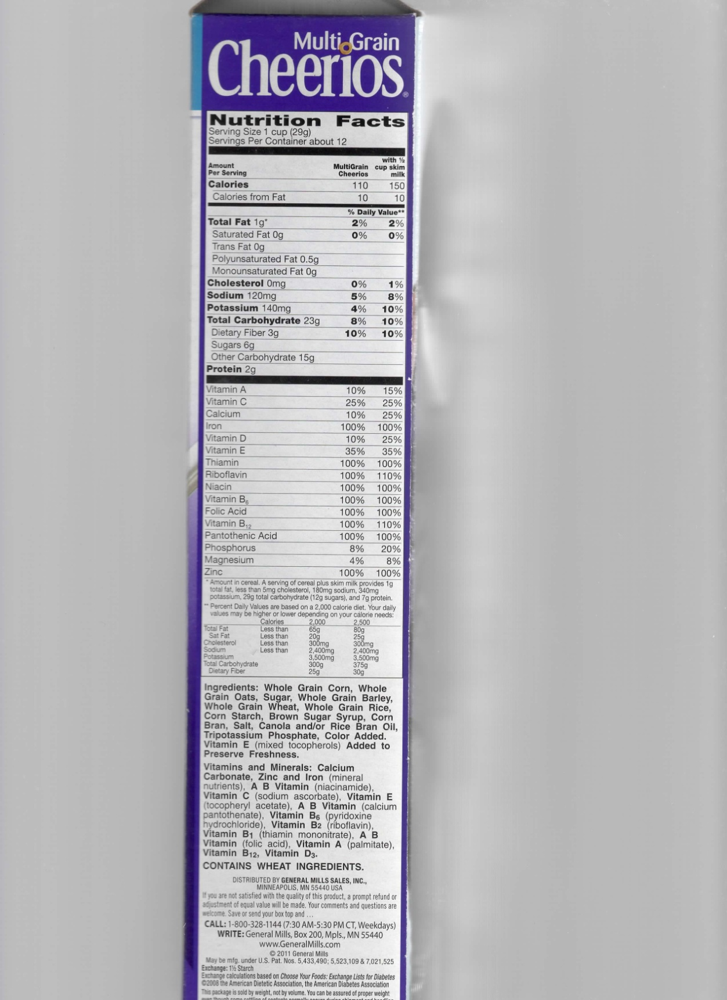 Multi Grain
Cheerios®
Nutrition Facts
Serving Size 1 cup (29g)
Servings Per Container about 12
Amount Per Serving MultiGrain Cheerios with ½ cup skim milk
Calories 110 150
Calories from Fat 10 10
% Daily Value**
Total Fat 1g* 2% 2%
Saturated Fat 0g 0% 0%
Trans Fat 0g
Polyunsaturated Fat 0.5g
Monounsaturated Fat 0g
Cholesterol 0mg 0% 1%
Sodium 120mg 5% 8%
Potassium 140mg 4% 10%
Total Carbohydrate 23g 8% 10%
Dietary Fiber 3g 10% 10%
Sugars 6g
Other Carbohydrate 15g
Protein 2g
Vitamin A 10% 15%
Vitamin C 25% 25%
Calcium 10% 25%
Iron 100% 100%
Vitamin D 10% 25%
Vitamin E 35% 35%
Thiamin 100% 100%
Riboflavin 100% 110%
Niacin 100% 100%
Vitamin B6 100% 100%
Folic Acid 100% 100%
Vitamin B12 100% 110%
Pantothenic Acid 100% 100%
Phosphorus 8% 20%
Magnesium 4% 8%
Zinc 100% 100%
* Amount in cereal. A serving of cereal plus skim milk provides 1g
total fat, less than 5mg cholesterol, 180mg sodium, 340mg
potassium, 29g total carbohydrate (12g sugars), and 7g protein.
** Percent Daily Values are based on a 2,000 calorie diet. Your daily
values may be higher or lower depending on your calorie needs:
Calories 2,000 2,500
Total Fat Less than 65g 80g
Sat Fat Less than 20g 25g
Cholesterol Less than 300mg 300mg
Sodium Less than 2,400mg 2,400mg
Potassium 3,500mg 3,500mg
Total Carbohydrate 300g 375g
Dietary Fiber 25g 30g
Ingredients: Whole Grain Corn, Whole
Grain Oats, Sugar, Whole Grain Barley,
Whole Grain Wheat, Whole Grain Rice,
Corn Starch, Brown Sugar Syrup, Corn
Bran, Salt, Canola and/or Rice Bran Oil,
Tripotassium Phosphate, Color Added.
Vitamin E (mixed tocopherols) Added to
Preserve Freshness.
Vitamins and Minerals: Calcium
Carbonate, Zinc and Iron (mineral
nutrients), A B Vitamin (niacinamide),
Vitamin C (sodium ascorbate), Vitamin E
(tocopheryl acetate), A B Vitamin (calcium
pantothenate), Vitamin B6 (pyridoxine
hydrochloride), Vitamin B2 (riboflavin),
Vitamin B1 (thiamin mononitrate), A B
Vitamin (folic acid), Vitamin A (palmitate),
Vitamin B12, Vitamin D3.
CONTAINS WHEAT INGREDIENTS.
DISTRIBUTED BY GENERAL MILLS SALES, INC.,
MINNEAPOLIS, MN 55440 USA
If you are not satisfied with the quality of this product, a prompt refund or
adjustment of equal value will be made. Your comments and questions are
welcome. Save or send your box top and ...
CALL: 1-800-328-1144 (7:30 AM-5:30 PM CT, Weekdays)
WRITE: General Mills, Box 200, Mpls., MN 55440
www.GeneralMills.com
© 2011 General Mills
May be mfg. under U.S. Pat. Nos. 5,433,490; 5,523,109 & 7,021,525
Exchange: 1½ Starch
Exchange calculations based on Choose Your Foods: Exchange Lists for Diabetes
©2008 the American Dietetic Association, the American Diabetes Association
This package is sold by weight, not by volume. You can be assured of proper weight